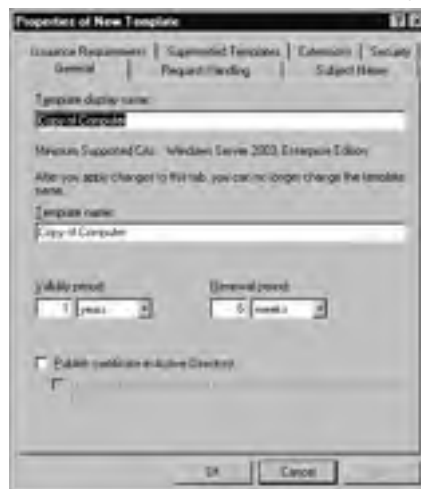 Properties of New Template
Issuance Requirements Superseded Templates Extensions Security
General Request Handling Subject Name
Template display name:
Copy of Computer
Minimum Supported CAs: Windows Server 2003, Enterprise Edition
After you apply changes to this tab, you can no longer change the template
name.
Template name:
Copy of Computer
Validity period: Renewal period:
1 years 6 weeks
Publish certificate in Active Directory
OK Cancel